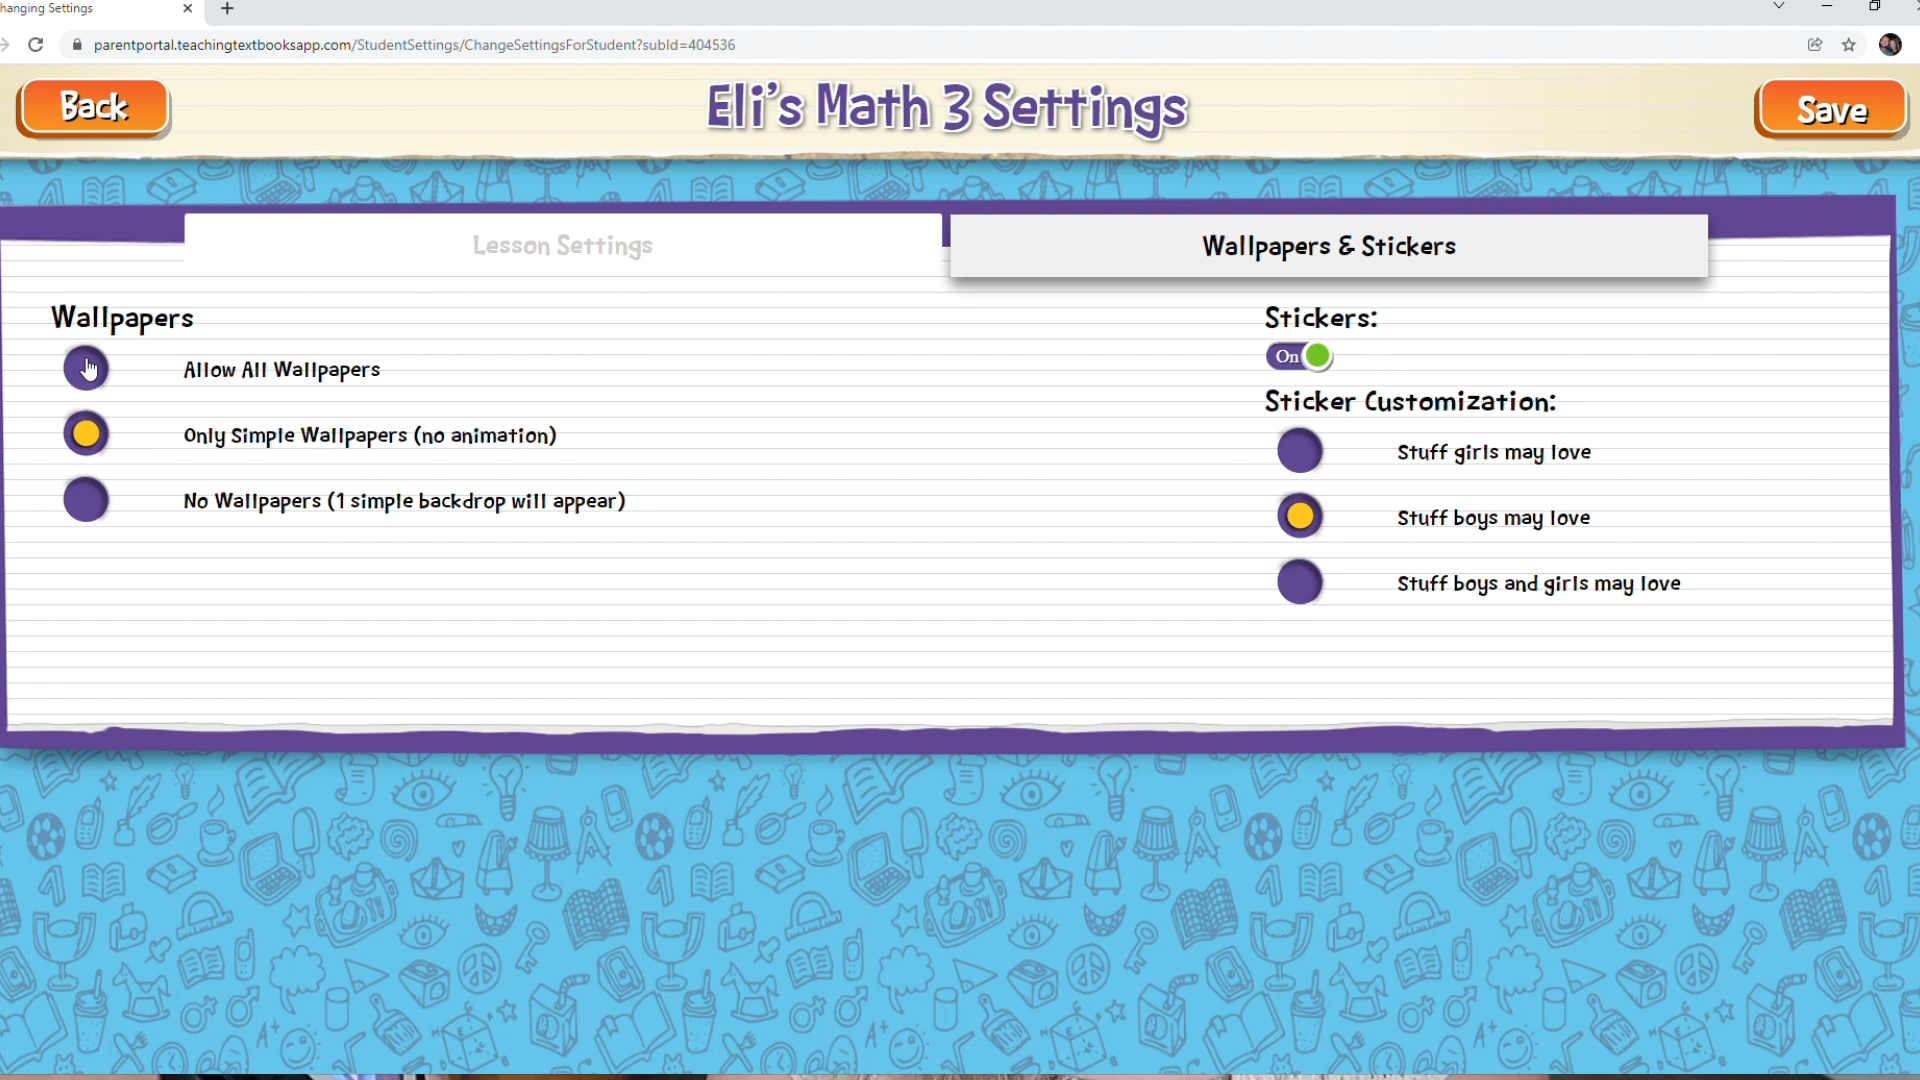 hanging Settings
parentportal.teachingtextbooksapp.com/StudentSettings/ChangeSettingsForStudent?subId=404536
Back
Eli's Math 3 Settings
Save
Lesson Settings
Wallpapers & Stickers
Wallpapers
Allow All Wallpapers
Only Simple Wallpapers (no animation)
No Wallpapers (1 simple backdrop will appear)
Stickers:
On
Sticker Customization:
Stuff girls may love
Stuff boys may love
Stuff boys and girls may love